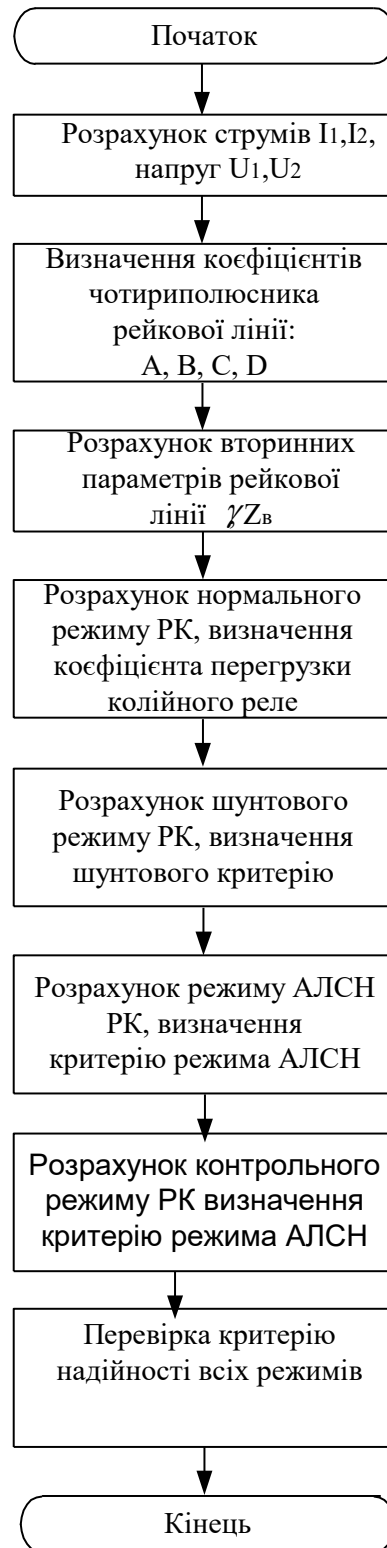 Початок
Розрахунок струмів I1,I2,
напруг U1,U2
Визначення коєфіцієнтів
чотириполюсника
рейкової лінії:
A, B, C, D
Розрахунок вторинних
параметрів рейкової
лінії γZв
Розрахунок нормального
режиму РК, визначення
коєфіцієнта перегрузки
колійного реле
Розрахунок шунтового
режиму РК, визначення
шунтового критерію
Розрахунок режиму АЛСН
РК, визначення
критерію режима АЛСН
Розрахунок контрольного
режиму РК визначення
критерію режима АЛСН
Перевірка критерію
надійності всіх режимів
Кінець